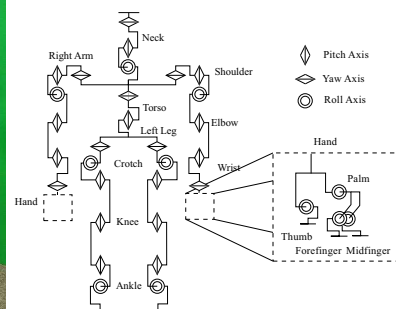 Neck
Right Arm
Shoulder
Pitch Axis
Yaw Axis
Roll Axis
Torso
Left Leg
Elbow
Crotch
Wrist
Hand
Hand
Palm
Knee
Thumb
Forefinger Midfinger
Ankle